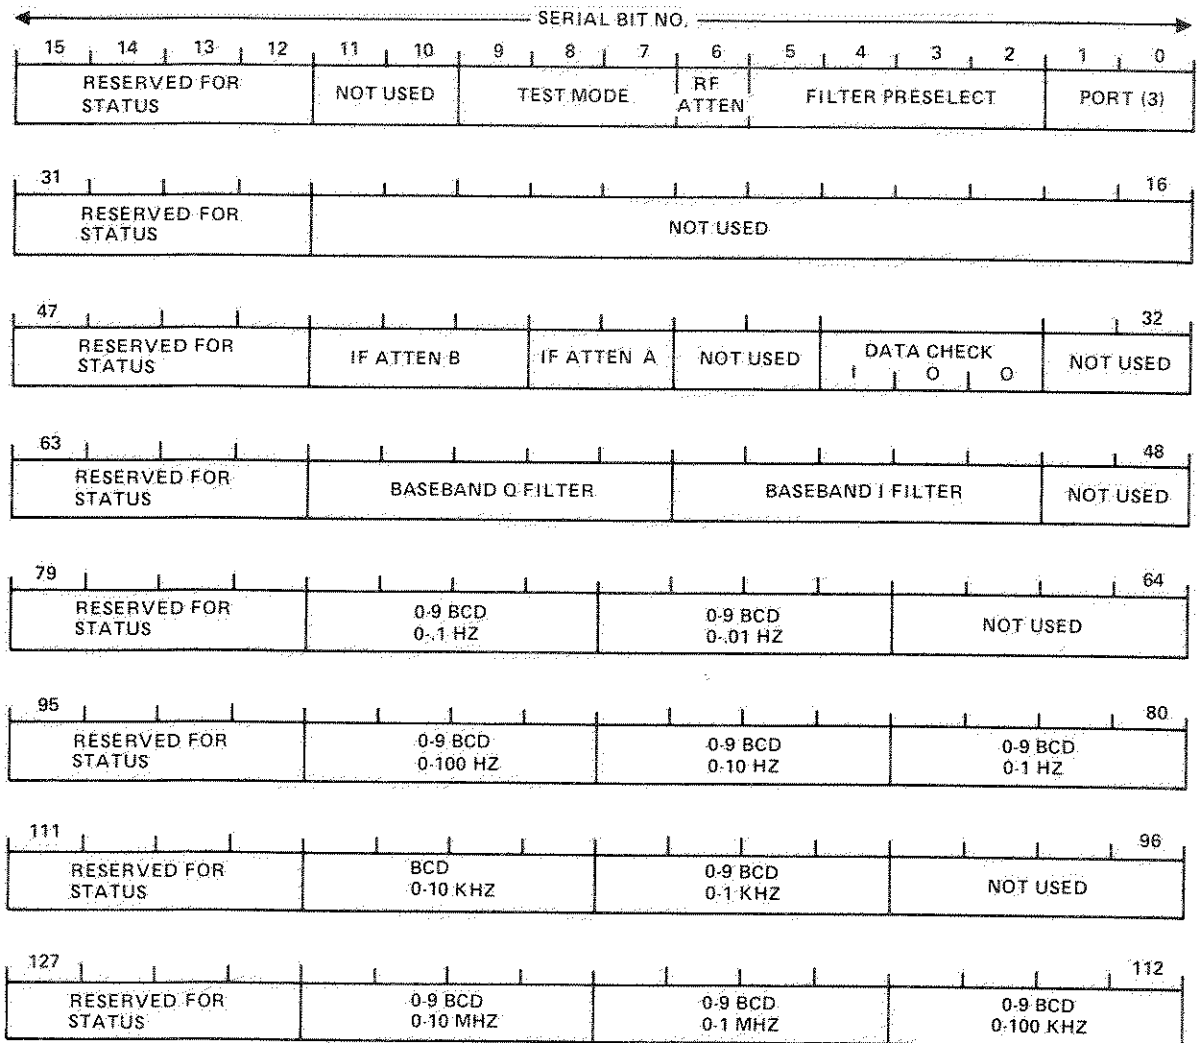 SERIAL BIT NO.
15 14 13 12 11 10 9 8 7 6 5 4 3 2 1 0
RESERVED FOR STATUS NOT USED TEST MODE RF ATTEN FILTER PRESELECT PORT (3)
31 16
RESERVED FOR STATUS NOT USED
47 32
RESERVED FOR STATUS IF ATTEN B IF ATTEN A NOT USED DATA CHECK I O O NOT USED
63 48
RESERVED FOR STATUS BASEBAND Q FILTER BASEBAND I FILTER NOT USED
79 64
RESERVED FOR STATUS 0-9 BCD 0-.1 HZ 0-9 BCD 0-.01 HZ NOT USED
95 80
RESERVED FOR STATUS 0-9 BCD 0-100 HZ 0-9 BCD 0-10 HZ 0-9 BCD 0-1 HZ
111 96
RESERVED FOR STATUS BCD 0-10 KHZ 0-9 BCD 0-1 KHZ NOT USED
127 112
RESERVED FOR STATUS 0-9 BCD 0-10 MHZ 0-9 BCD 0-1 MHZ 0-9 BCD 0-100 KHZ